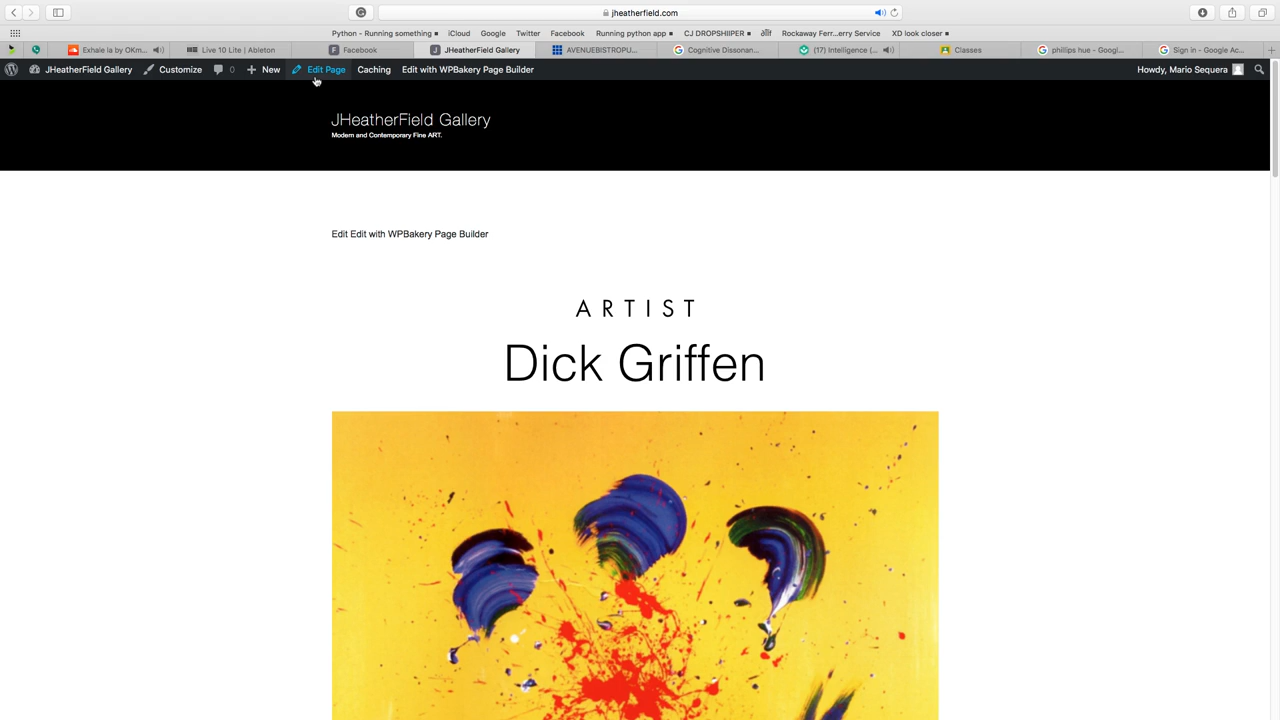 jheatherfield.com
Python - Running something
iCloud
Google
Twitter
Facebook
Running python app
CJ DROPSHIIPER
Rockaway Ferr...erry Service
XD look closer
Exhale ia by OKm...
Live 10 Lite | Ableton
Facebook
JHeatherField Gallery
AVENUEBISTROPU...
Cognitive Dissonan...
(17) Intelligence (...
Classes
phillips hue - Googl...
Sign in - Google Ac...
JHeatherField Gallery
Customize
0
New
Edit Page
Caching
Edit with WPBakery Page Builder
Howdy, Mario Sequera
JHeatherField Gallery
Modern and Contemporary Fine ART.
Edit Edit with WPBakery Page Builder
ARTIST
Dick Griffen